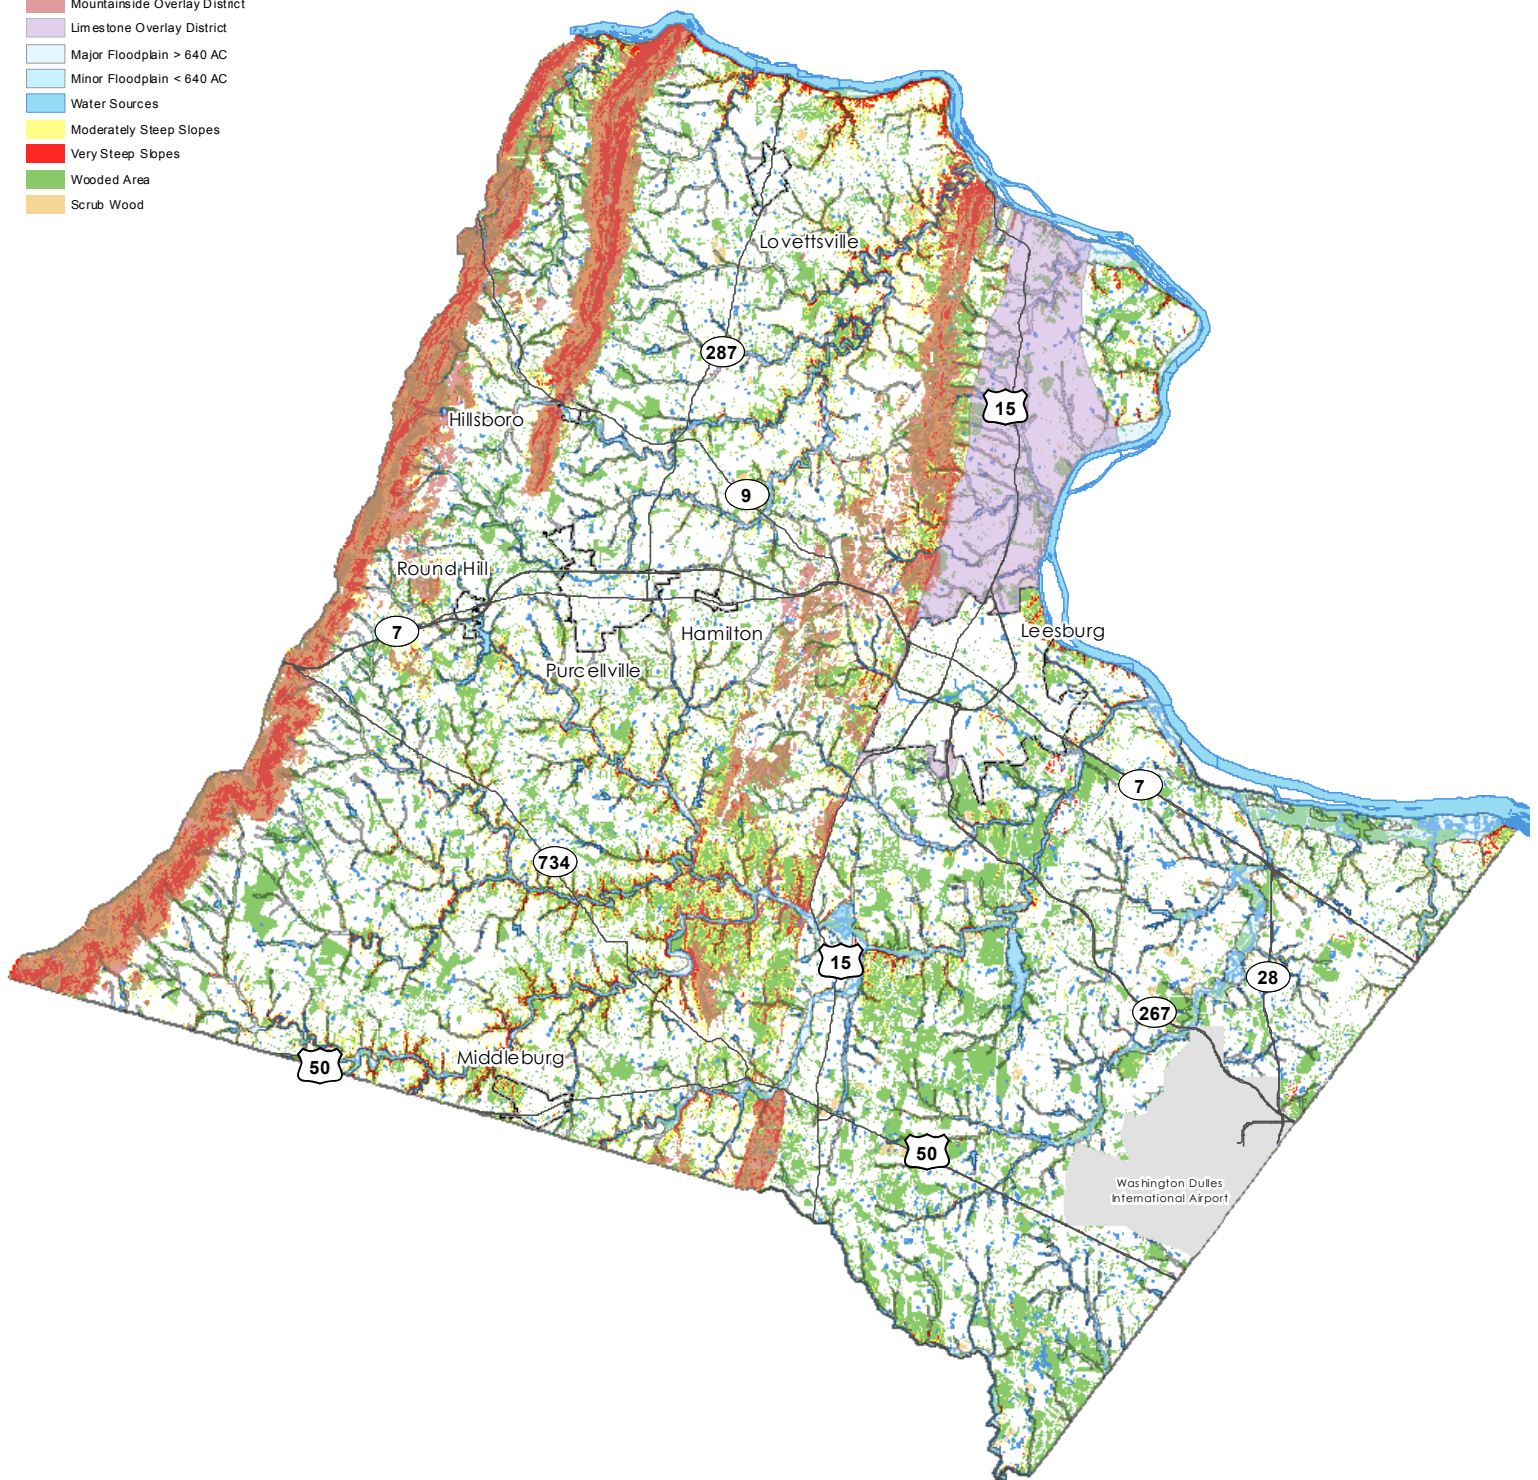 Mountainside Overlay District
Limestone Overlay District
Major Floodplain > 640 AC
Minor Floodplain < 640 AC
Water Sources
Moderately Steep Slopes
Very Steep Slopes
Wooded Area
Scrub Wood
Lovettsville
287
15
Hillsboro
9
Round Hill
7
Hamilton
Leesburg
Purcellville
7
734
15
28
267
Middleburg
50
50
Washington Dulles
International Airport